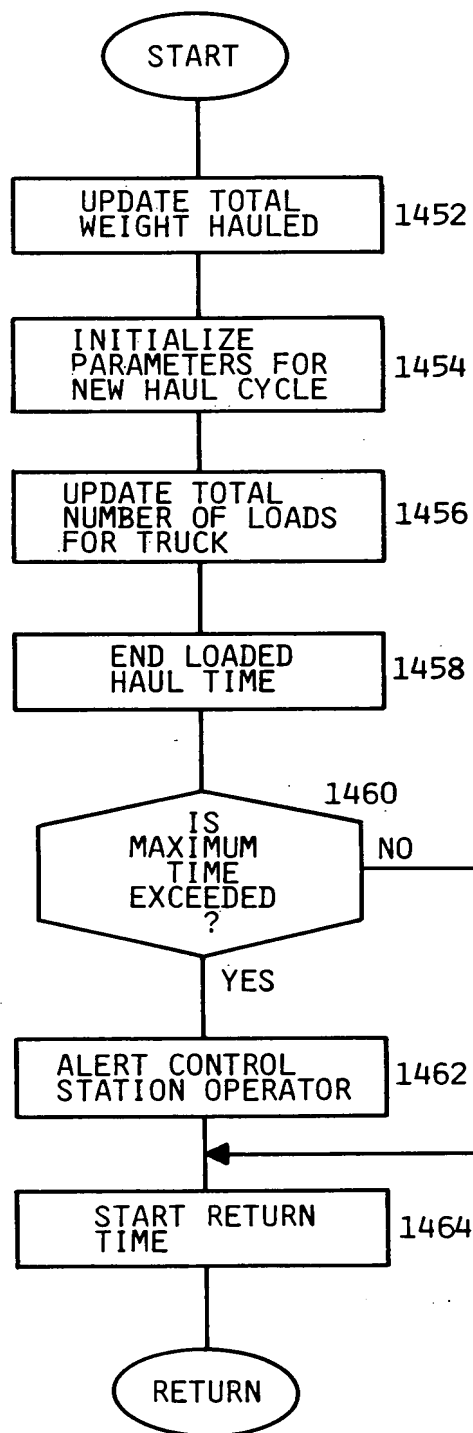 START
UPDATE TOTAL
WEIGHT HAULED
1452
INITIALIZE
PARAMETERS FOR
NEW HAUL CYCLE
1454
UPDATE TOTAL
NUMBER OF LOADS
FOR TRUCK
1456
END LOADED
HAUL TIME
1458
1460
IS
MAXIMUM
TIME
EXCEEDED
?
NO
YES
ALERT CONTROL
STATION OPERATOR
1462
START RETURN
TIME
1464
RETURN